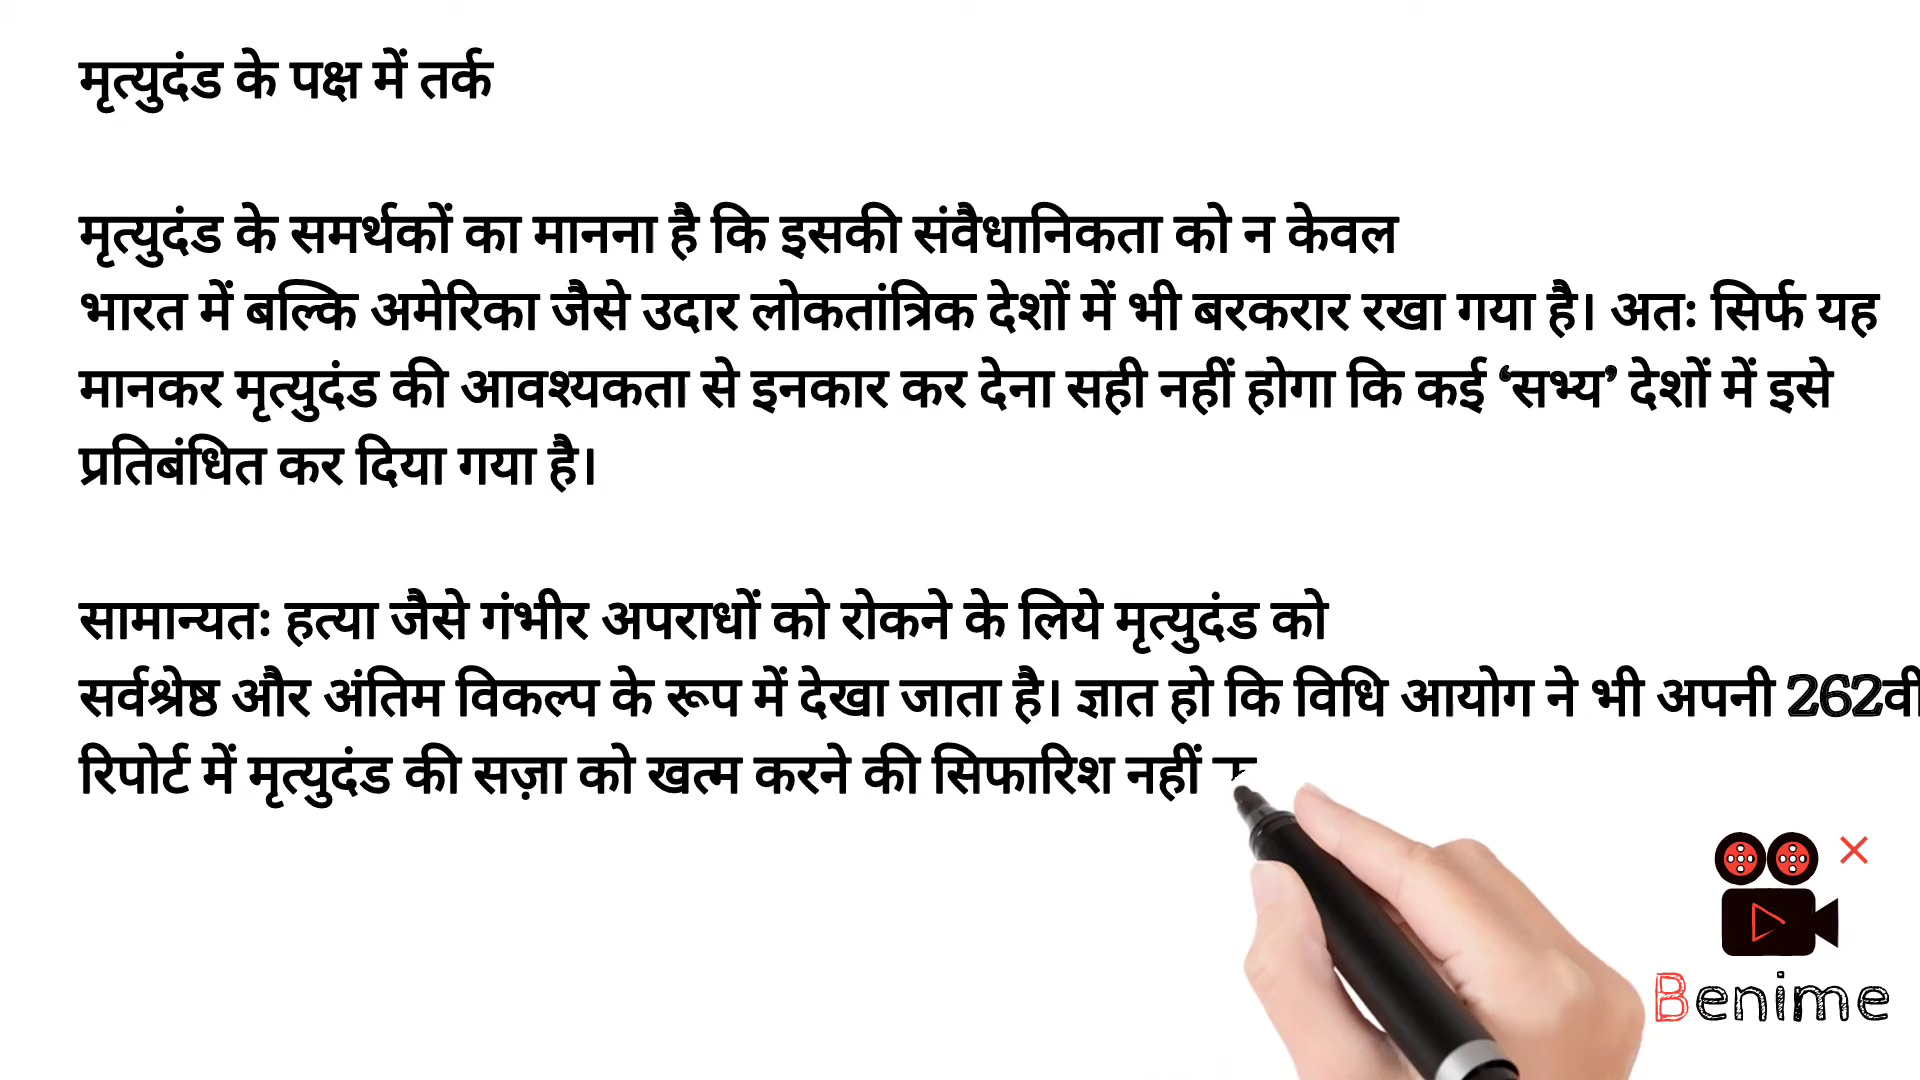 मृत्युदंड के पक्ष में तर्क
मृत्युदंड के समर्थकों का मानना है कि इसकी संवैधानिकता को न केवल
भारत में बल्कि अमेरिका जैसे उदार लोकतांत्रिक देशों में भी बरकरार रखा गया है। अतः सिर्फ यह
मानकर मृत्युदंड की आवश्यकता से इनकार कर देना सही नहीं होगा कि कई ‘सभ्य’ देशों में इसे
प्रतिबंधित कर दिया गया है।
सामान्यतः हत्या जैसे गंभीर अपराधों को रोकने के लिये मृत्युदंड को
सर्वश्रेष्ठ और अंतिम विकल्प के रूप में देखा जाता है। ज्ञात हो कि विधि आयोग ने भी अपनी 262वी
रिपोर्ट में मृत्युदंड की सज़ा को खत्म करने की सिफारिश नहीं
Benime